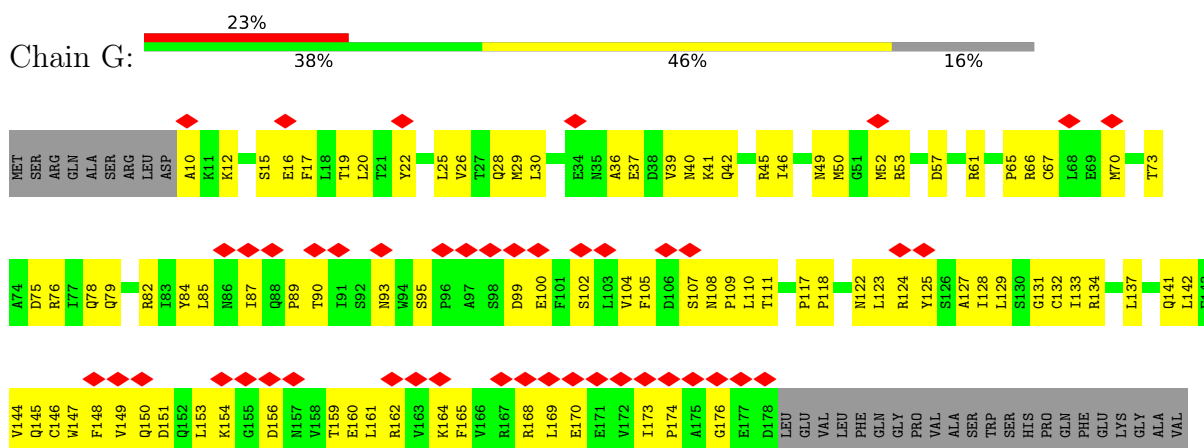 23%
Chain G:
38% 46% 16%
MET SER ARG GLN ALA SER ARG LEU ASP A10 K11 K12 S15 E16 F17 L18 T19 L20 T21 Y22 L25 V26 T27 Q28 M29 L30 E34 N35 A36 E37 D38 V39 N40 K41 Q42 R45 I46 N49 M50 G51 M52 R53 D57 R61 P65 R66 C67 L68 E69 M70 T73
A74 D75 R76 I77 Q78 Q79 R82 I83 Y84 L85 N86 I87 Q88 P89 T90 I91 S92 N93 W94 S95 P96 A97 S98 D99 E100 F101 S102 L103 V104 F105 D106 S107 N108 P109 L110 T111 P117 P118 N122 L123 R124 Y125 S126 A127 I128 L129 S130 G131 C132 I133 R134 L137 Q141 L142
V144 Q145 C146 W147 F148 V149 Q150 D151 Q152 L153 K154 G155 D156 N157 V158 T159 E160 L161 R162 V163 K164 F165 V166 R167 R168 L169 E170 E171 V172 I173 P174 A175 G176 E177 D178 LEU GLU VAL LEU PHE GLN GLY PRO VAL ALA SER TRP SER HIS PRO GLN PHE GLU LYS GLY ALA VAL